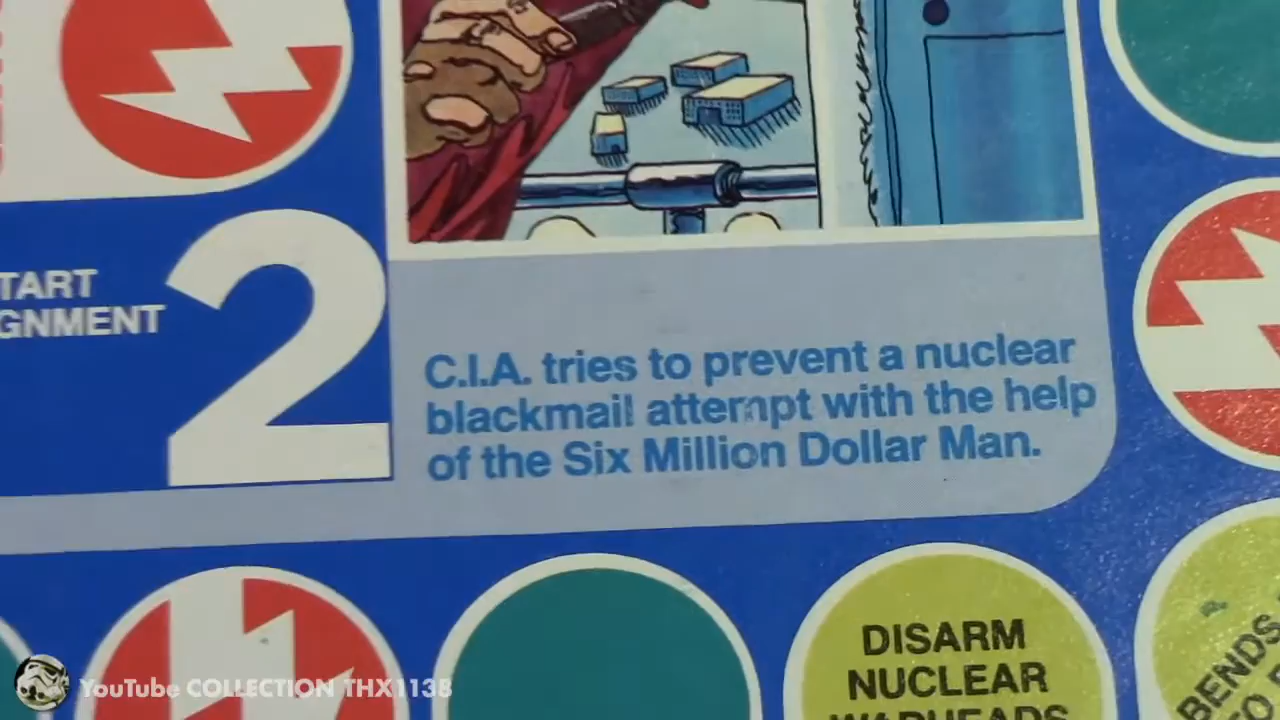 TART
GNMENT
2
C.I.A. tries to prevent a nuclear
blackmail attempt with the help
of the Six Million Dollar Man.
DISARM
NUCLEAR
WARHEADS
BENDS
YouTube COLLECTION THX1138